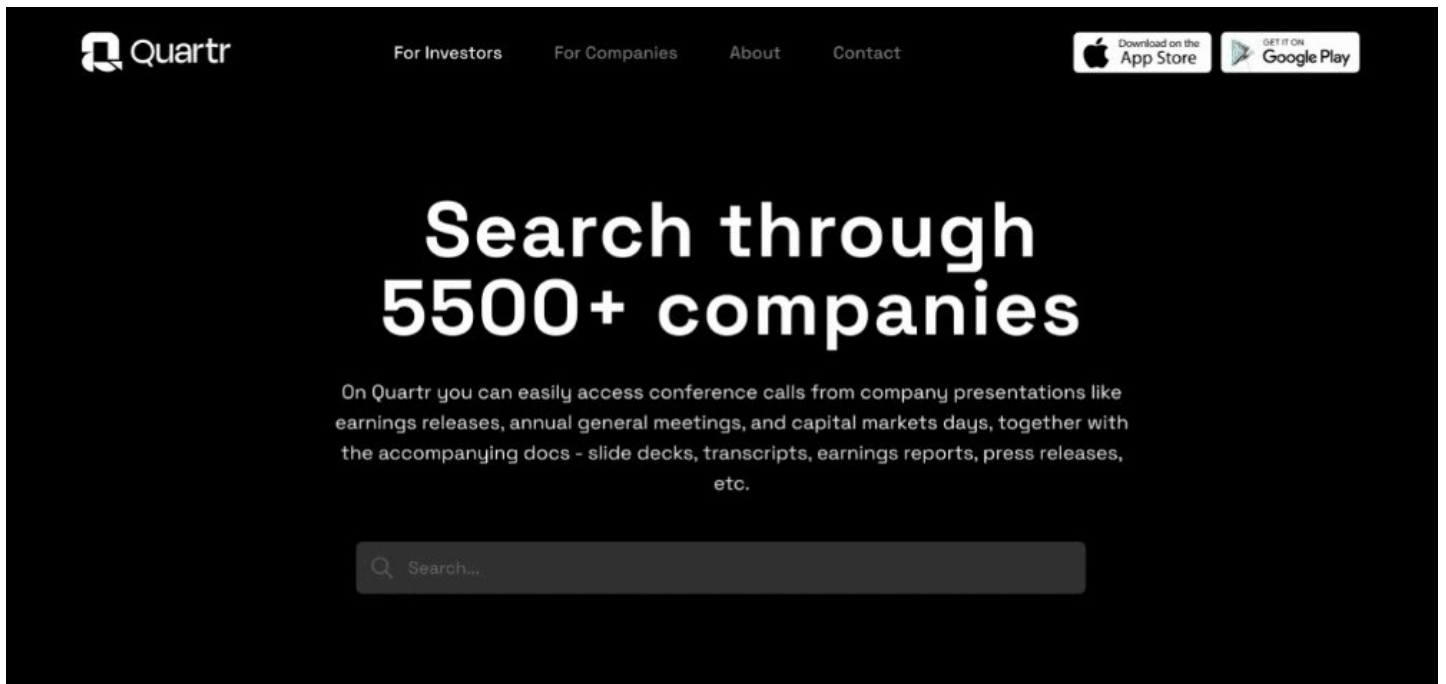 Quartr
For Investors
For Companies
About
Contact
Download on the
App Store
GET IT ON
Google Play
Search through
5500+ companies
On Quartr you can easily access conference calls from company presentations like
earnings releases, annual general meetings, and capital markets days, together with
the accompanying docs - slide decks, transcripts, earnings reports, press releases,
etc.
Search...